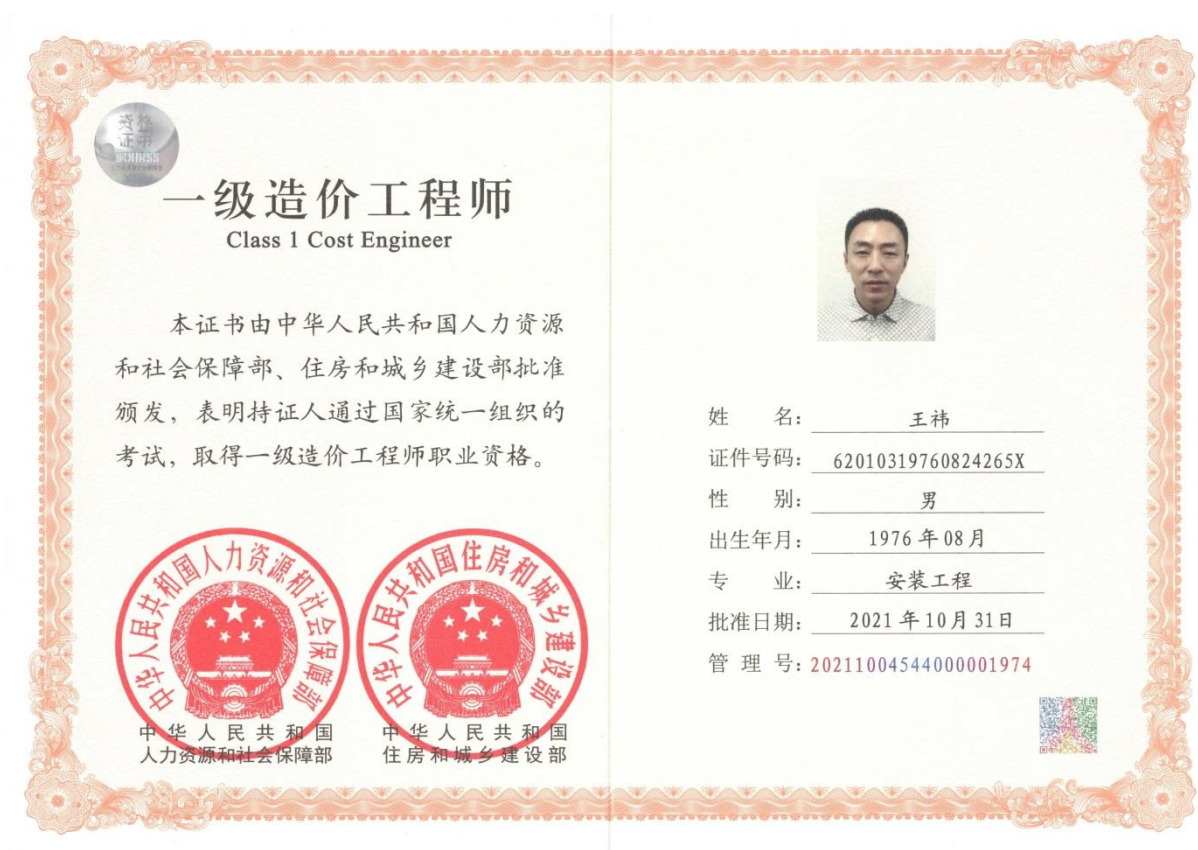 资格
证书
一级造价工程师
Class 1 Cost Engineer
本证书由中华人民共和国人力资源
和社会保障部、住房和城乡建设部批准
颁发，表明持证人通过国家统一组织的
考试，取得一级造价工程师职业资格。
中华人民共和国人力资源和社会保障部
中华人民共和国住房和城乡建设部
中华人民共和国
人力资源和社会保障部
中华人民共和国
住房和城乡建设部
姓 名： 王祎
证件号码： 62010319760824265X
性 别： 男
出生年月： 1976年08月
专 业： 安装工程
批准日期： 2021年10月31日
管 理 号： 20211004544000001974